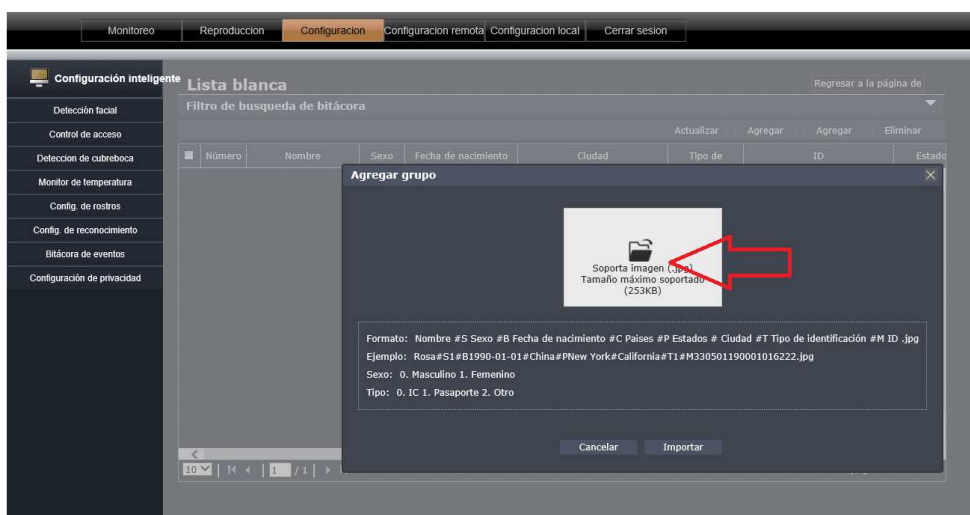 Monitoreo Reproduccion Configuracion Configuracion remota Configuracion local Cerrar sesion
Configuración inteligente
Detección facial
Control de acceso
Deteccion de cubreboca
Monitor de temperatura
Config. de rostros
Config. de reconocimiento
Bitácora de eventos
Configuración de privacidad
Lista blanca Regresar a la página de
Filtro de busqueda de bitácora
Actualizar Agregar Agregar Eliminar
Número Nombre Sexo Fecha de nacimiento Ciudad Tipo de ID Estado
Agregar grupo
Soporta imagen (.jpg)
Tamaño máximo soportado
(253KB)
Formato: Nombre #S Sexo #B Fecha de nacimiento #C Paises #P Estados # Ciudad #T Tipo de identificación #M ID .jpg
Ejemplo: Rosa#S1#B1990-01-01#China#PNew York#California#T1#M330501190001016222.jpg
Sexo: 0. Masculino 1. Femenino
Tipo: 0. IC 1. Pasaporte 2. Otro
Cancelar Importar
10 1 / 1